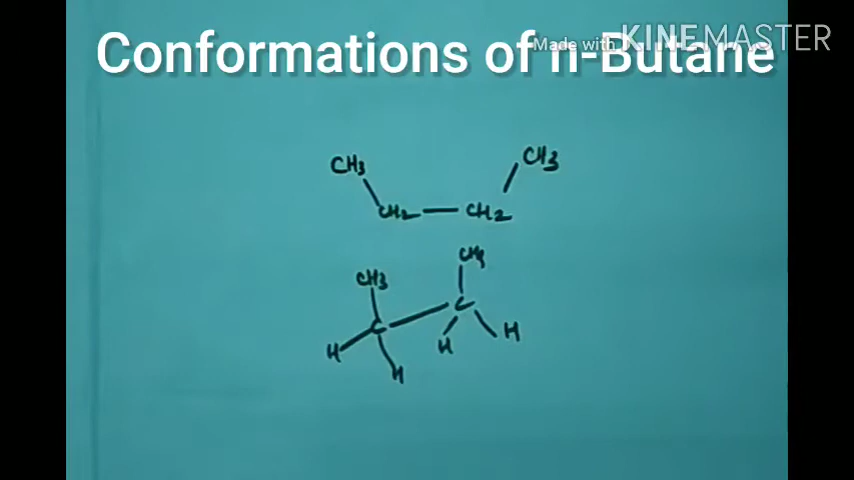 Conformations of n-Butane
Made with KINEMASTER
CH3 CH3
CH2 CH2
CH3 CH3
C C
H H H
H